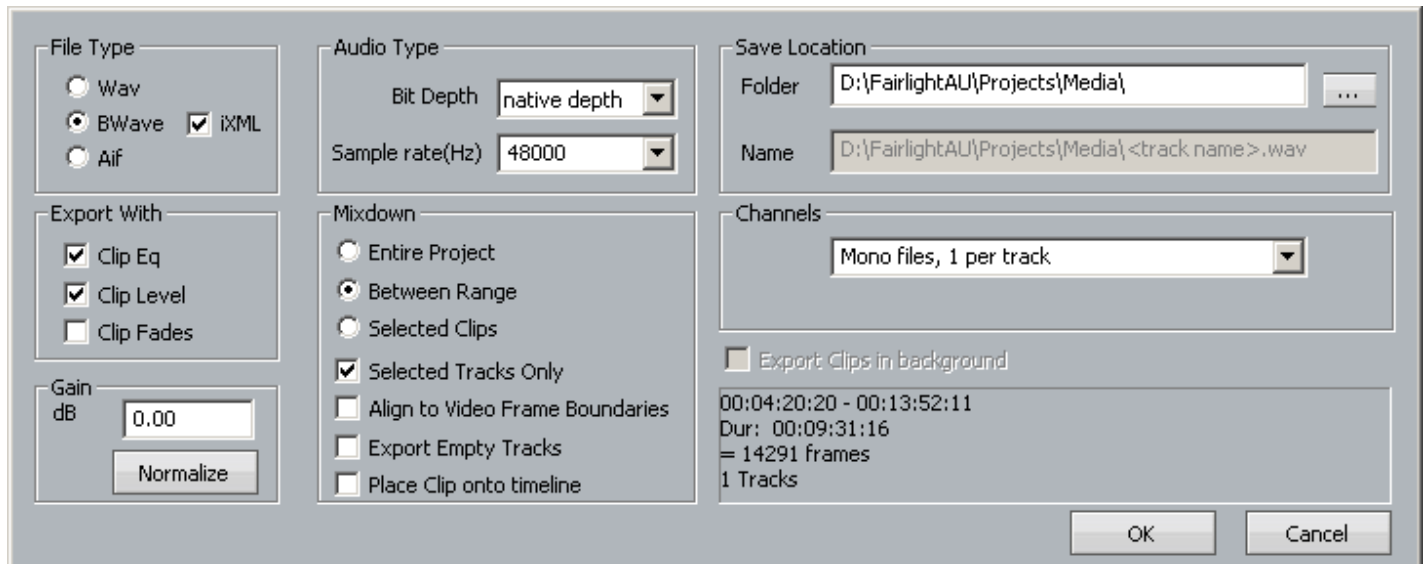 File Type
Wav
BWave
iXML
Aif
Audio Type
Bit Depth
native depth
Sample rate(Hz)
48000
Save Location
Folder
D:\FairlightAU\Projects\Media\
...
Name
D:\FairlightAU\Projects\Media\<track name>.wav
Export With
Clip Eq
Clip Level
Clip Fades
Mixdown
Entire Project
Between Range
Selected Clips
Selected Tracks Only
Align to Video Frame Boundaries
Export Empty Tracks
Place Clip onto timeline
Channels
Mono files, 1 per track
Export Clips in background
Gain
dB
0.00
Normalize
00:04:20:20 - 00:13:52:11
Dur: 00:09:31:16
= 14291 frames
1 Tracks
OK
Cancel